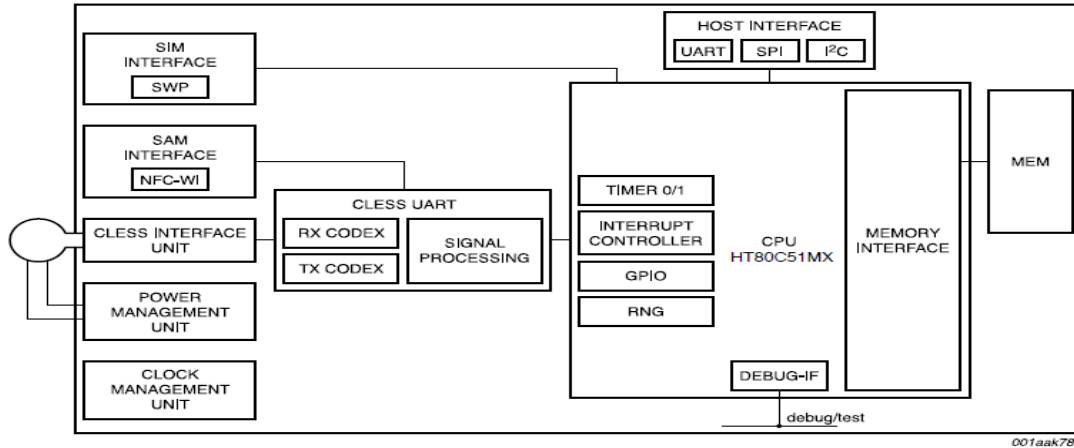 SIM
INTERFACE
SWP
SAM
INTERFACE
NFC-WI
CLESS INTERFACE
UNIT
POWER
MANAGEMENT
UNIT
CLOCK
MANAGEMENT
UNIT
CLESS UART
RX CODEX
TX CODEX
SIGNAL
PROCESSING
HOST INTERFACE
UART
SPI
I²C
TIMER 0/1
INTERRUPT
CONTROLLER
GPIO
RNG
CPU
HT80C51MX
DEBUG-IF
debug/test
MEMORY
INTERFACE
MEM
001aak78